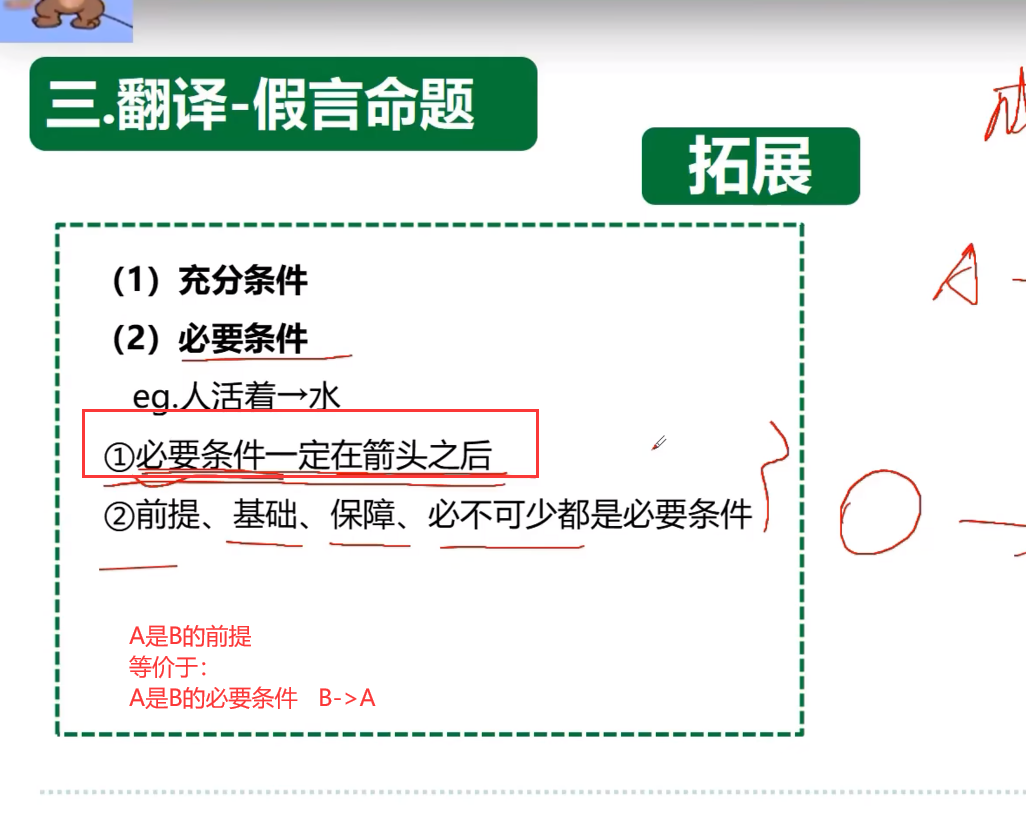 三.翻译-假言命题
拓展
（1）充分条件
（2）必要条件
eg.人活着→水
①必要条件一定在箭头之后
②前提、基础、保障、必不可少都是必要条件
A是B的前提
等价于：
A是B的必要条件 B->A
A